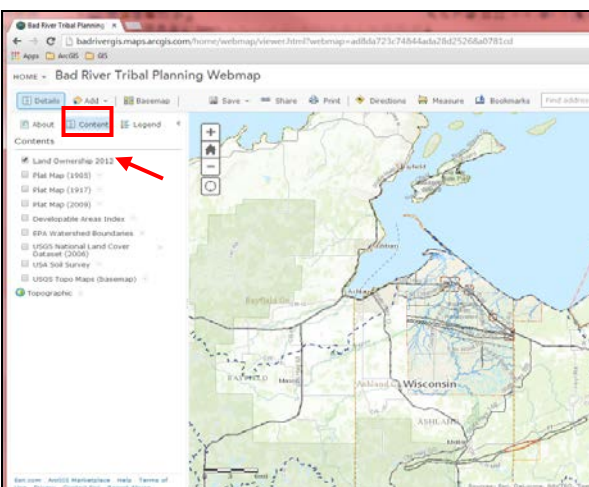 Bad River Tribal Planning
badrivergis.maps.arcgis.com/home/webmap/viewer.html?webmap=ad8da723c74844ada28d25268a0781cd
Apps ArcGIS GIS
HOME Bad River Tribal Planning Webmap
Details Add Basemap Save Share Print Directions Measure Bookmarks Find address
About Content Legend
Contents
Land Ownership 2012
Plat Map (1905)
Plat Map (1917)
Plat Map (2009)
Developable Areas Index
EPA Watershed Boundaries
USGS National Land Cover
Dataset (2006)
USA Soil Survey
USGS Topo Maps (basemap)
Topographic
Bayfield
Ashland
Wisconsin
ASHLAND
Esri.com ArcGIS Marketplace Help Terms of